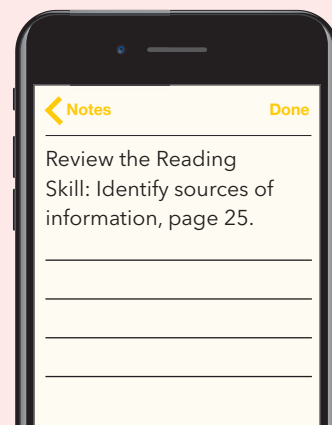 Notes Done
Review the Reading
Skill: Identify sources of
information, page 25.